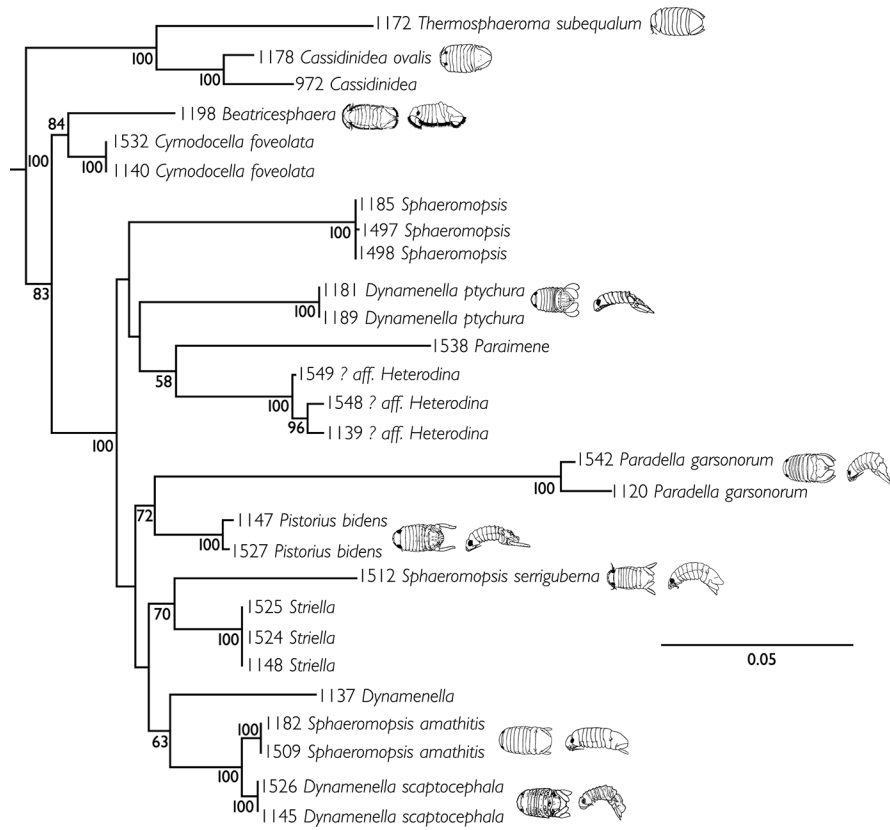 1172 Thermosphaeroma subequalum
1178 Cassidinidea ovalis
100
100
972 Cassidinidea
1198 Beatricesphaera
84
1532 Cymodocella foveolata
100
100
1140 Cymodocella foveolata
1185 Sphaeromopsis
100
1497 Sphaeromopsis
1498 Sphaeromopsis
83
1181 Dynamenella ptychura
100
1189 Dynamenella ptychura
1538 Paraimene
58
1549 ? aff. Heterodina
100
1548 ? aff. Heterodina
96
1139 ? aff. Heterodina
100
1542 Paradella garsonorum
100
1120 Paradella garsonorum
72
1147 Pistorius bidens
100
1527 Pistorius bidens
1512 Sphaeromopsis serriguberna
70
1525 Striella
100
1524 Striella
1148 Striella
0.05
1137 Dynamenella
63
1182 Sphaeromopsis amathitis
100
1509 Sphaeromopsis amathitis
100
1526 Dynamenella scaptocephala
100
1145 Dynamenella scaptocephala